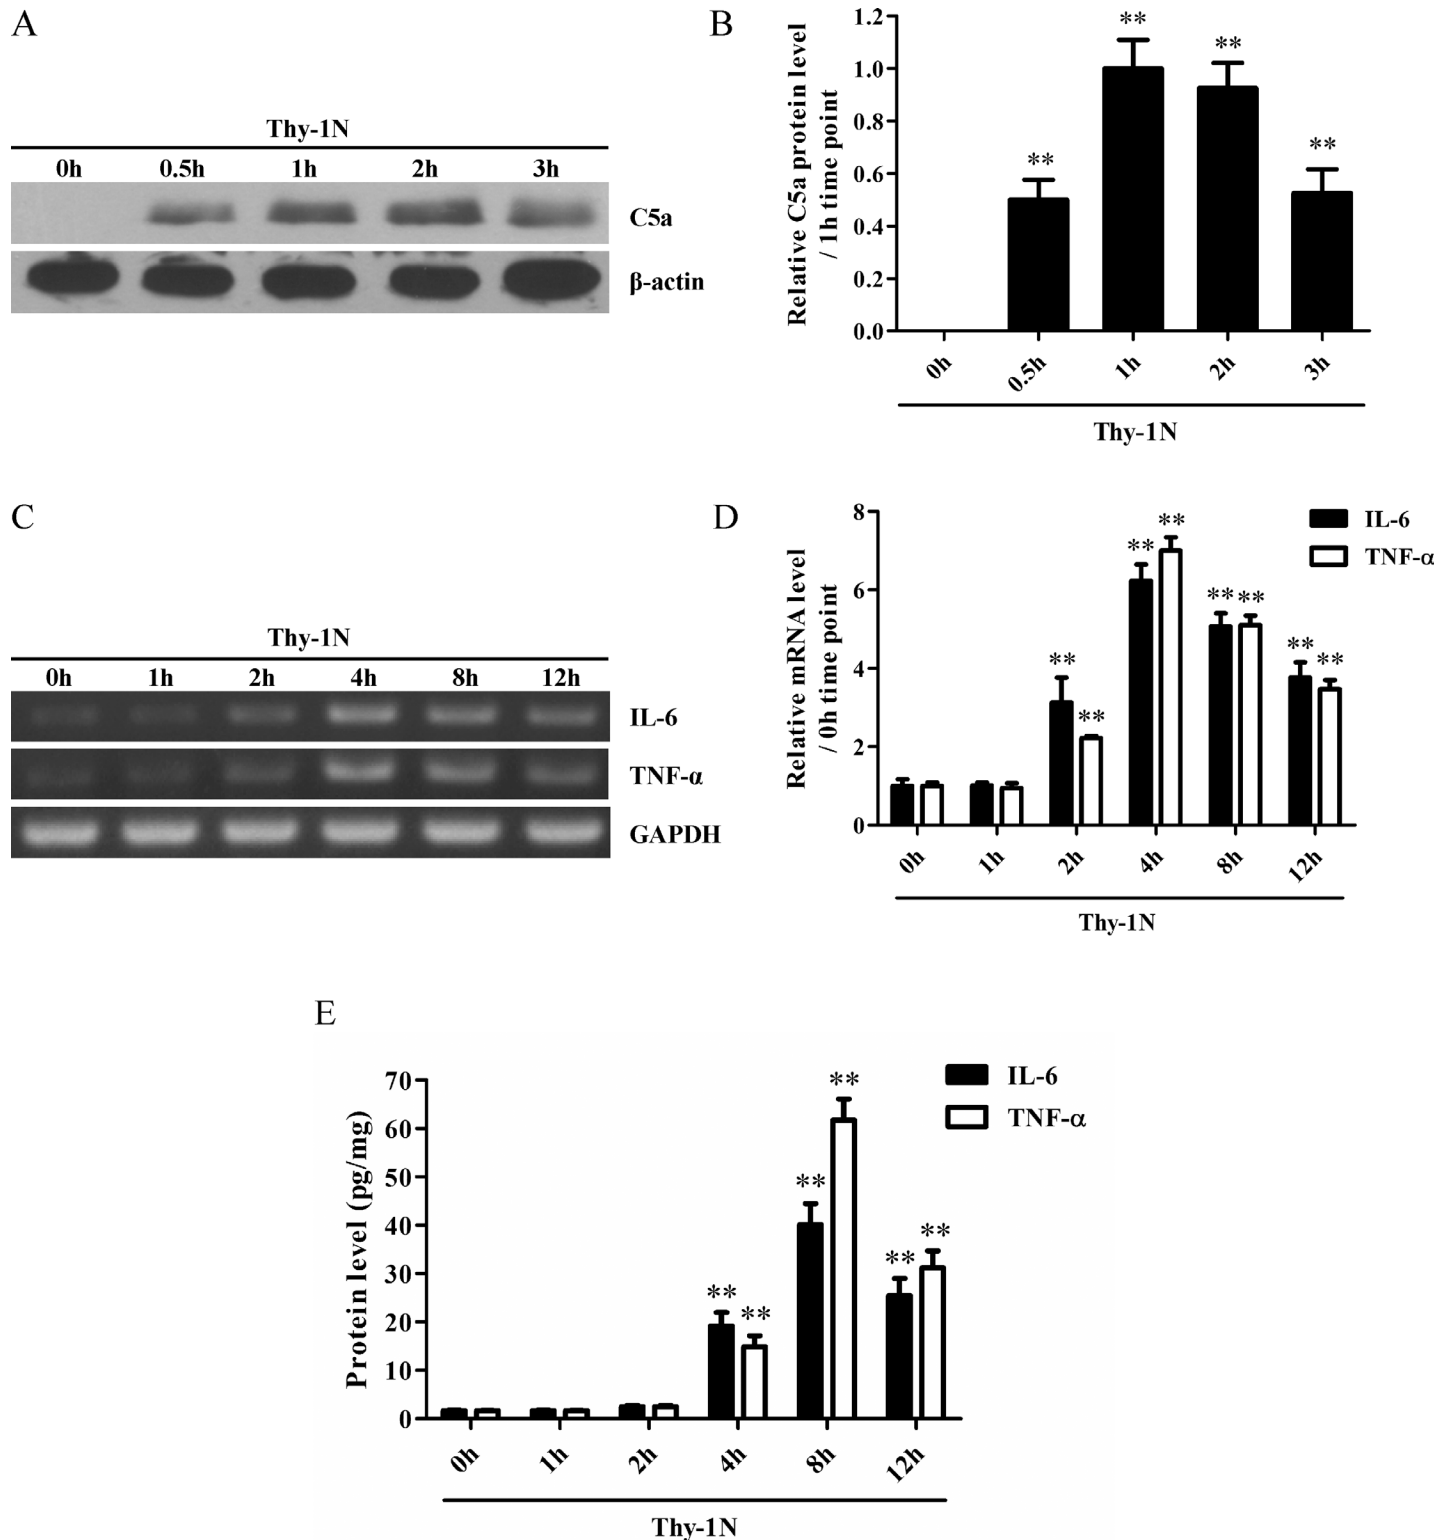 A
Thy-1N
0h 0.5h 1h 2h 3h
C5a
β-actin
B
Relative C5a protein level
/ 1h time point
1.2
1.0
0.8
0.6
0.4
0.2
0.0
** ** ** **
0h 0.5h 1h 2h 3h
Thy-1N
C
Thy-1N
0h 1h 2h 4h 8h 12h
IL-6
TNF-α
GAPDH
D
Relative mRNA level
/ 0h time point
8
6
4
2
0
** ** ** ** ** ** ** **
IL-6
TNF-α
0h 1h 2h 4h 8h 12h
Thy-1N
E
Protein level (pg/mg)
70
60
50
40
30
20
10
0
** ** ** ** ** **
IL-6
TNF-α
0h 1h 2h 4h 8h 12h
Thy-1N